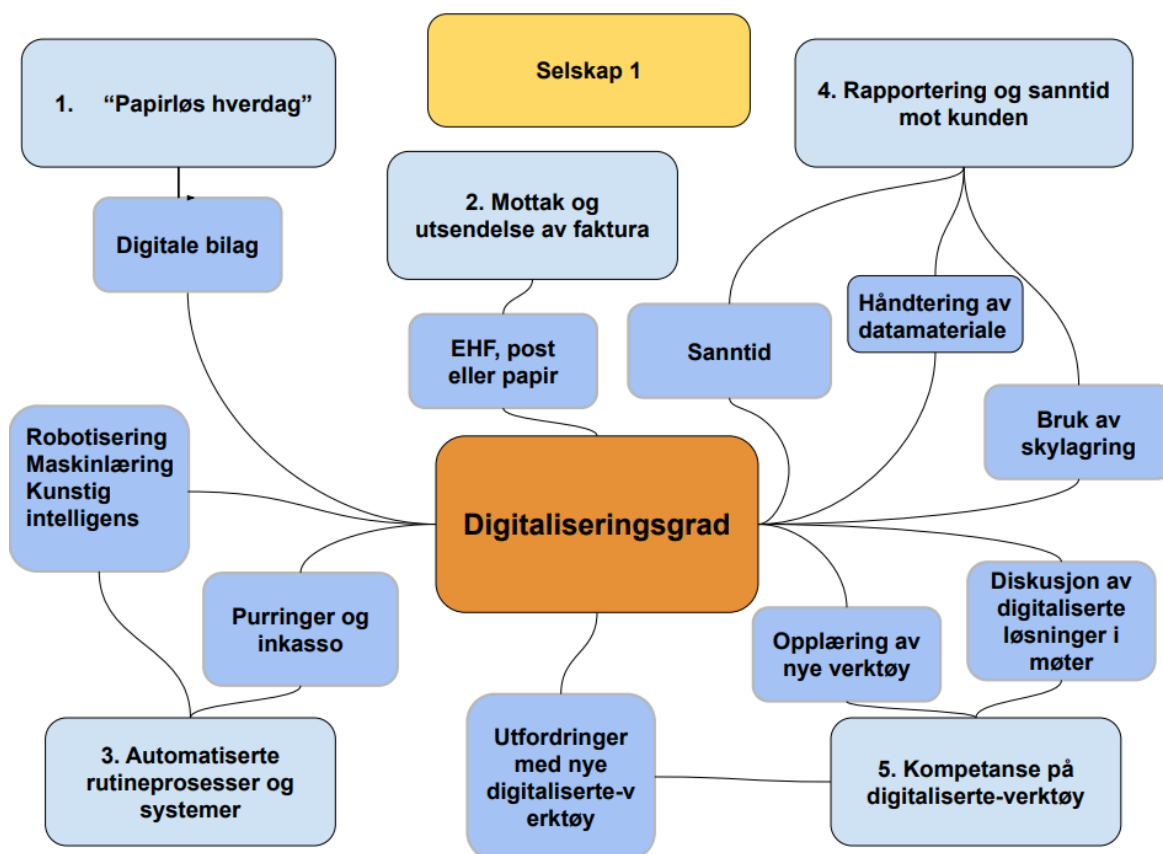 Selskap 1
1. “Papirløs hverdag”
4. Rapportering og sanntid
mot kunden
2. Mottak og
utsendelse av faktura
Digitale bilag
EHF, post
eller papir
Sanntid
Håndtering av
datamateriale
Bruk av
skylagring
Robotisering
Maskinlæring
Kunstig
intelligens
Digitaliseringsgrad
Purringer og
inkasso
Opplæring av
nye verktøy
Diskusjon av
digitaliserte
løsninger i
møter
3. Automatiserte
rutineprosesser og
systemer
Utfordringer
med nye
digitaliserte-v
erktøy
5. Kompetanse på
digitaliserte-verktøy